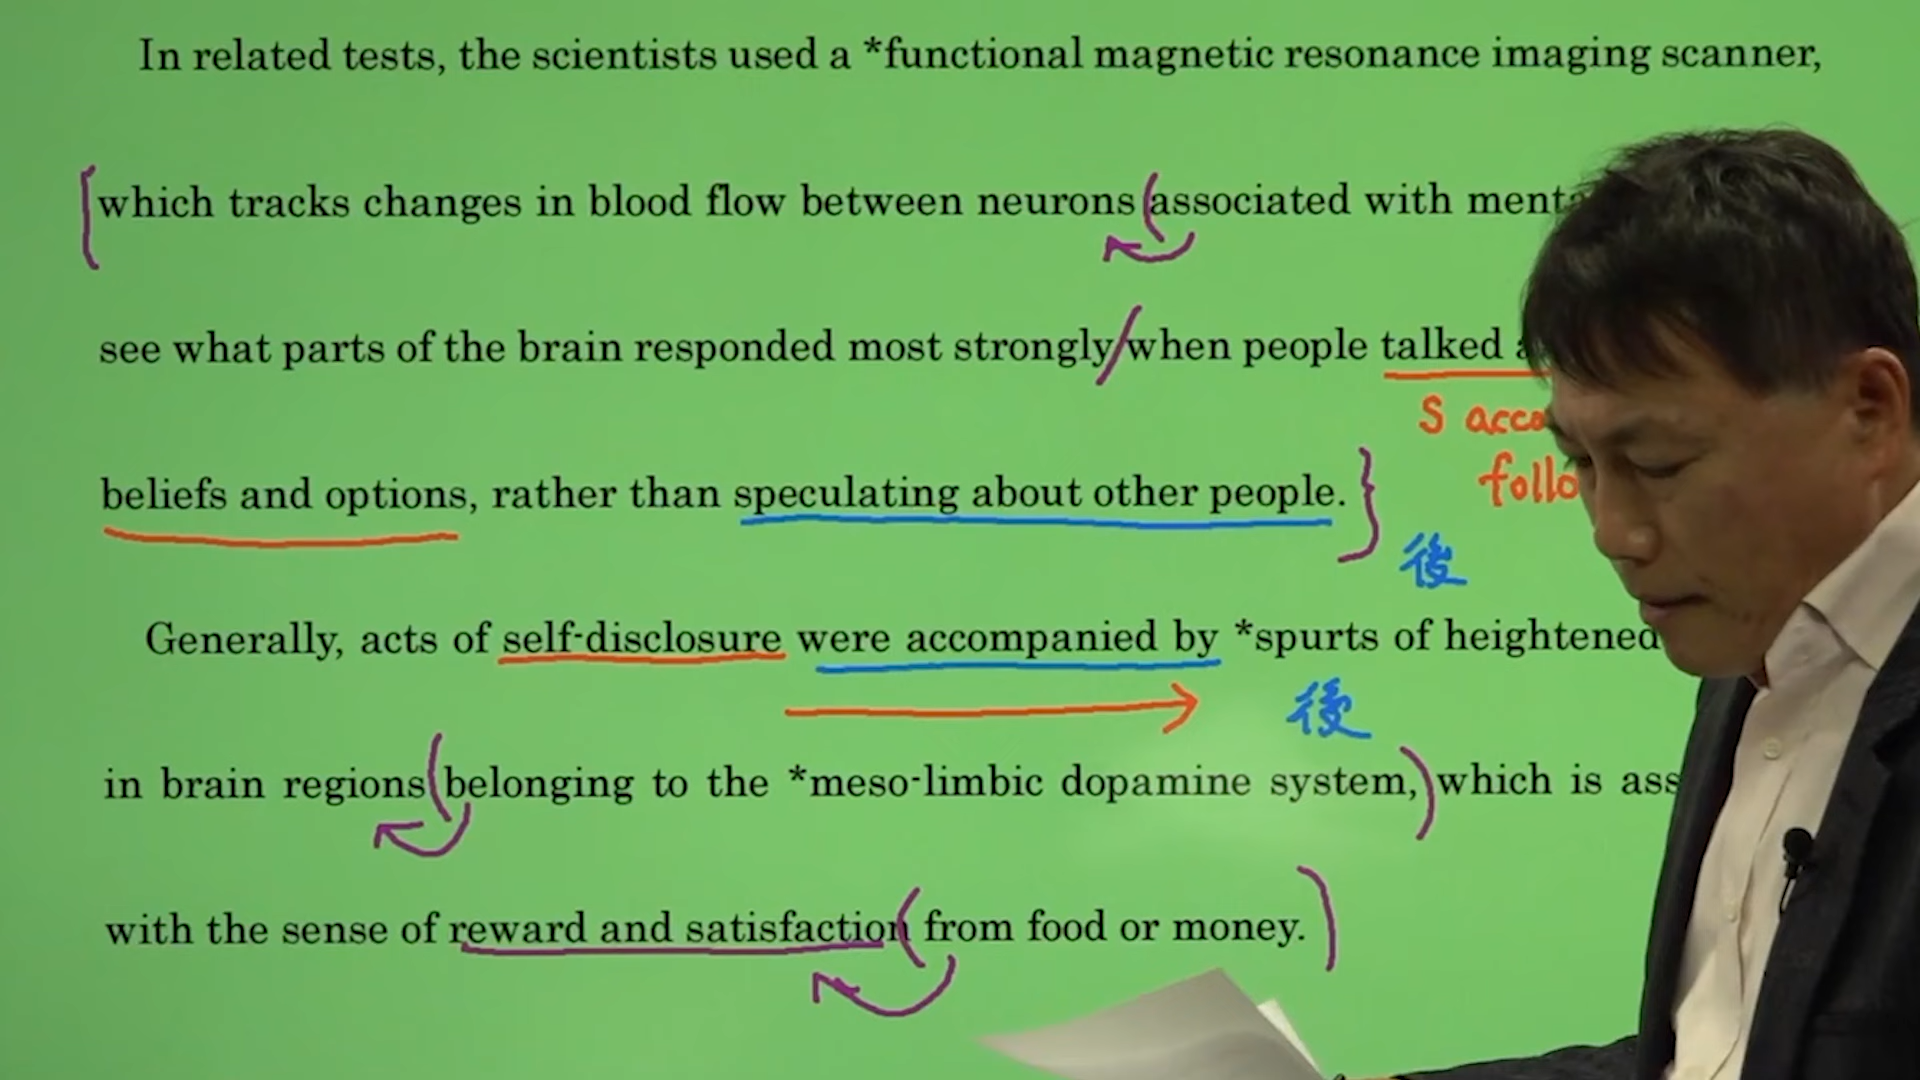 In related tests, the scientists used a *functional magnetic resonance imaging scanner,
which tracks changes in blood flow between neurons associated with
see what parts of the brain responded most strongly when people talked
S
beliefs and options, rather than speculating about other people.
後
Generally, acts of self-disclosure were accompanied by *spurts of heightened
後
in brain regions belonging to the *meso-limbic dopamine system, which is
with the sense of reward and satisfaction from food or money.